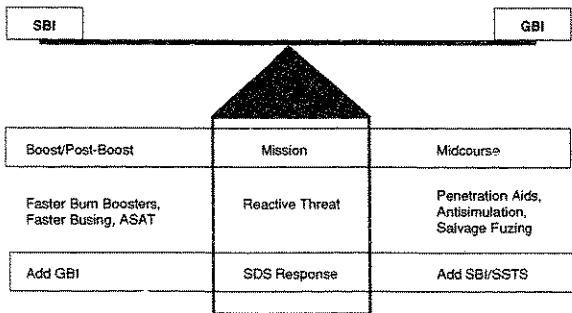 SBI
GBI
Boost/Post-Boost
Mission
Midcourse
Faster Burn Boosters,
Faster Busing, ASAT
Reactive Threat
Penetration Aids,
Antisimulation,
Salvage Fuzing
Add GBI
SDS Response
Add SBI/SSTS